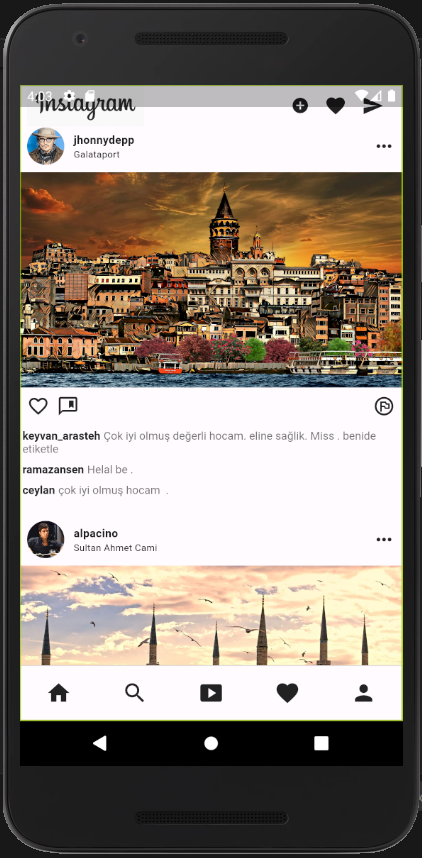 4:03
Instagram
jhonnydepp
Galataport
keyvan_arasteh Çok iyi olmuş değerli hocam. eline sağlik. Miss . benide
etiketle
ramazansen Helal be .
ceylan çok iyi olmuş hocam .
alpacino
Sultan Ahmet Cami